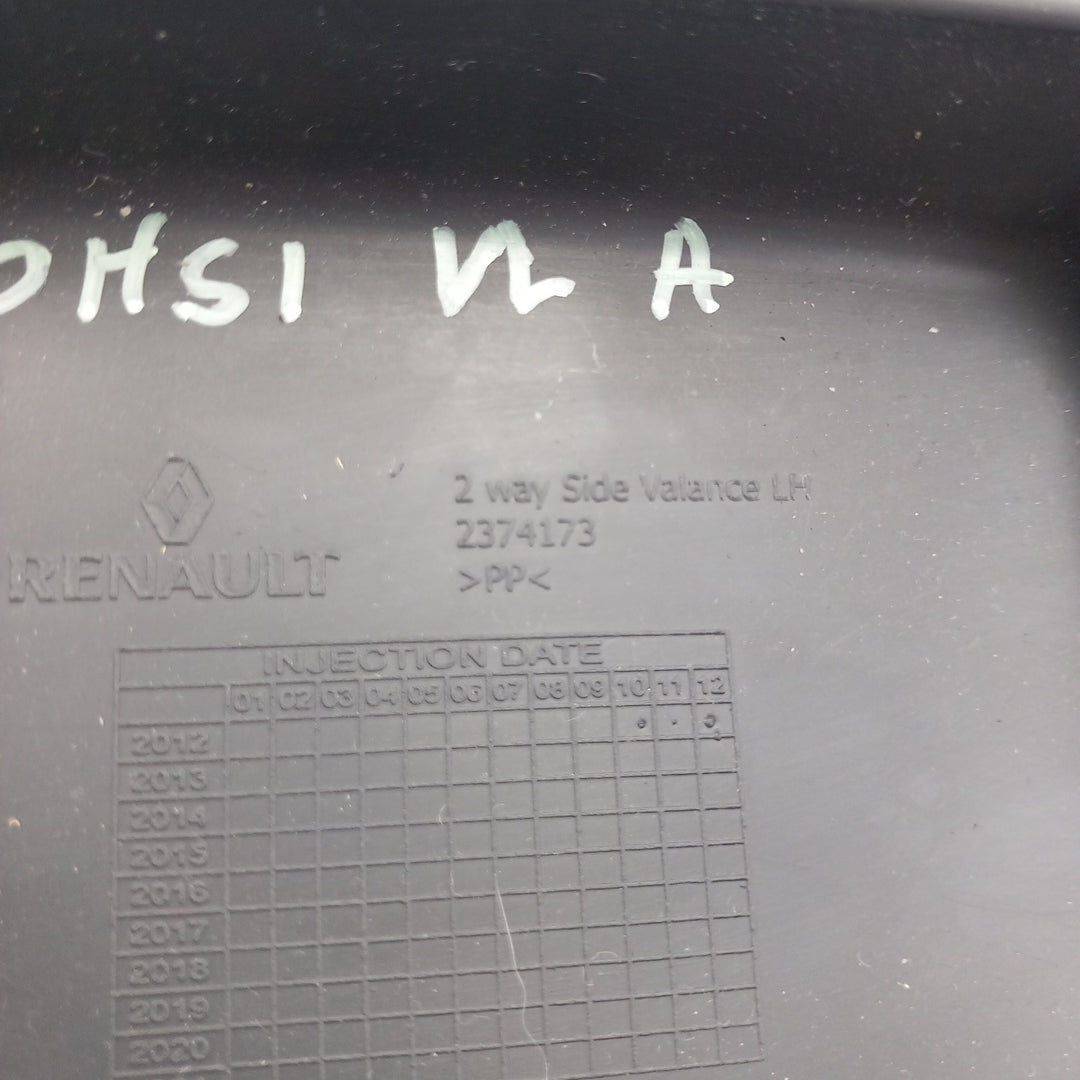 OHS1 VL A
2 way Side Valance LH
2374173
RENAULT
>PP<
INJECTION DATE
01 02 03 04 05 06 07 08 09 10 11 12
2012
2013
2014
2015
2016
2017
2018
2019
2020